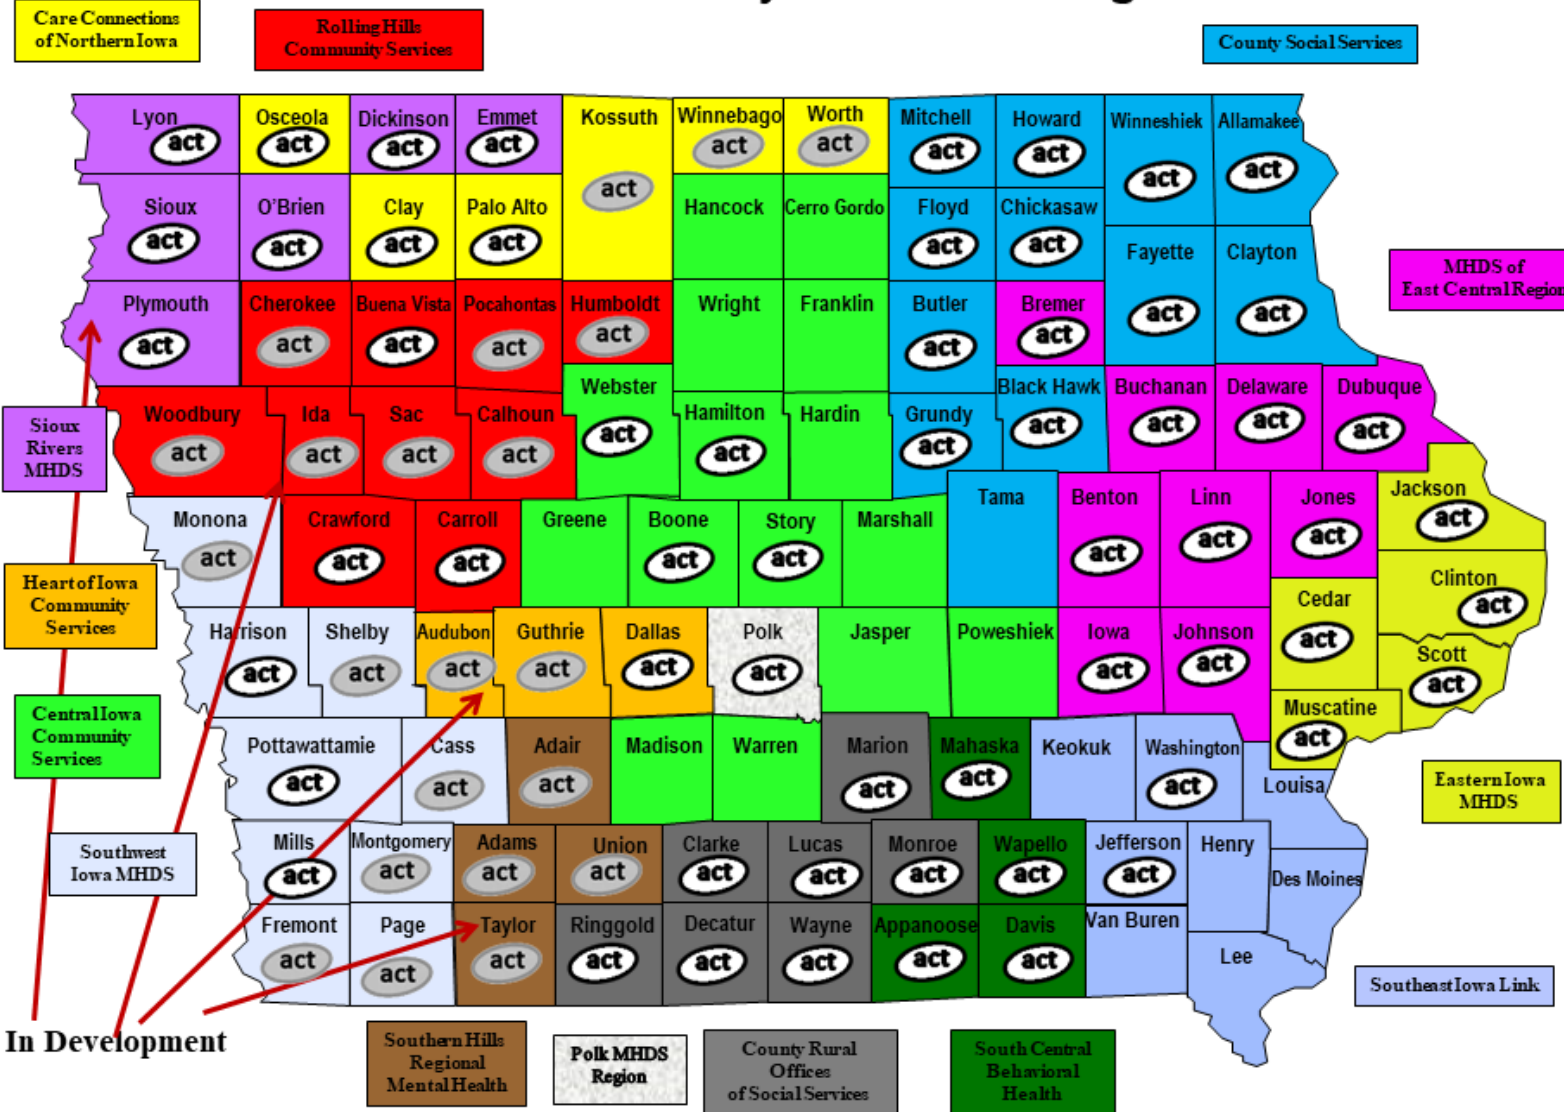 Care Connections
of Northern Iowa
Rolling Hills
Community Services
County Social Services
Lyon
act
Osceola
act
Dickinson
act
Emmet
act
Kossuth
act
Winnebago
act
Worth
act
Mitchell
act
Howard
act
Winneshiek
act
Allamakee
act
Sioux
act
O'Brien
act
Clay
act
Palo Alto
act
Hancock
Cerro Gordo
Floyd
act
Chickasaw
act
Fayette
act
Clayton
act
MHDS of
East Central Region
Plymouth
act
Cherokee
act
Buena Vista
act
Pocahontas
act
Humboldt
act
Wright
Franklin
Butler
act
Bremer
act
Webster
act
Black Hawk
act
Buchanan
act
Delaware
act
Dubuque
act
Sioux
Rivers
MHDS
Woodbury
act
Ida
act
Sac
act
Calhoun
act
Hamilton
act
Hardin
Grundy
act
Tama
Benton
act
Linn
act
Jones
act
Jackson
act
Monona
act
Crawford
act
Carroll
act
Greene
Boone
act
Story
act
Marshall
Heart of Iowa
Community
Services
Cedar
act
Clinton
act
Harrison
act
Shelby
act
Audubon
act
Guthrie
act
Dallas
act
Polk
act
Jasper
Poweshiek
Iowa
act
Johnson
act
Scott
act
Central Iowa
Community
Services
Muscatine
act
Pottawattamie
act
Cass
act
Adair
act
Madison
Warren
Marion
act
Mahaska
act
Keokuk
Washington
act
Louisa
Eastern Iowa
MHDS
Southwest
Iowa MHDS
Mills
act
Montgomery
act
Adams
act
Union
act
Clarke
act
Lucas
act
Monroe
act
Wapello
act
Jefferson
act
Henry
Des Moines
Fremont
act
Page
act
Taylor
act
Ringgold
act
Decatur
act
Wayne
act
Appanoose
act
Davis
act
Van Buren
Lee
Southeast Iowa Link
In Development
Southern Hills
Regional
Mental Health
Polk MHDS
Region
County Rural
Offices
of Social Services
South Central
Behavioral
Health